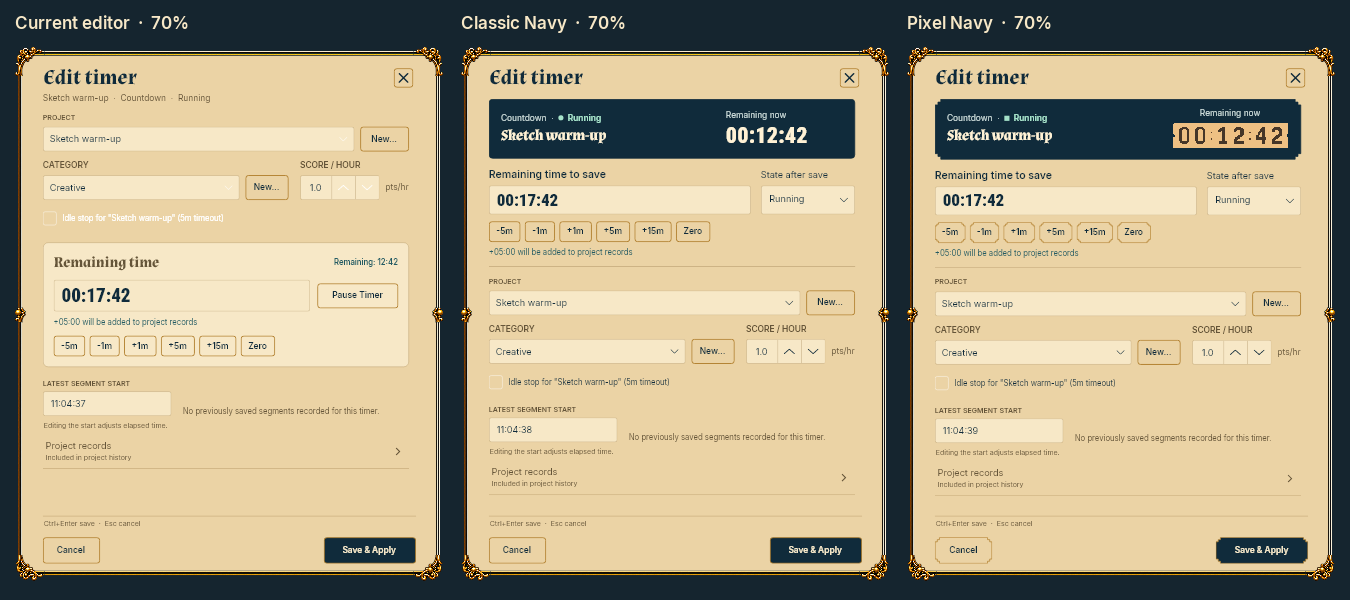 Current editor · 70%
Edit timer
Sketch warm-up · Countdown · Running
PROJECT
Sketch warm-up
New...
CATEGORY
SCORE / HOUR
Creative
New...
1.0
pts/hr
Idle stop for "Sketch warm-up" (5m timeout)
Remaining time
Remaining: 12:42
00:17:42
Pause Timer
+05:00 will be added to project records
-5m
-1m
+1m
+5m
+15m
Zero
LATEST SEGMENT START
11:04:37
No previously saved segments recorded for this timer.
Editing the start adjusts elapsed time.
Project records
Included in project history
Ctrl+Enter save · Esc cancel
Cancel
Save & Apply
Classic Navy · 70%
Edit timer
Countdown · Running
Remaining now
Sketch warm-up
00:12:42
Remaining time to save
State after save
00:17:42
Running
-5m
-1m
+1m
+5m
+15m
Zero
+05:00 will be added to project records
PROJECT
Sketch warm-up
New...
CATEGORY
SCORE / HOUR
Creative
New...
1.0
pts/hr
Idle stop for "Sketch warm-up" (5m timeout)
LATEST SEGMENT START
11:04:38
No previously saved segments recorded for this timer.
Editing the start adjusts elapsed time.
Project records
Included in project history
Ctrl+Enter save · Esc cancel
Cancel
Save & Apply
Pixel Navy · 70%
Edit timer
Countdown · Running
Remaining now
Sketch warm-up
00:12:42
Remaining time to save
State after save
00:17:42
Running
-5m
-1m
+1m
+5m
+15m
Zero
+05:00 will be added to project records
PROJECT
Sketch warm-up
New...
CATEGORY
SCORE / HOUR
Creative
New...
1.0
pts/hr
Idle stop for "Sketch warm-up" (5m timeout)
LATEST SEGMENT START
11:04:39
No previously saved segments recorded for this timer.
Editing the start adjusts elapsed time.
Project records
Included in project history
Ctrl+Enter save · Esc cancel
Cancel
Save & Apply